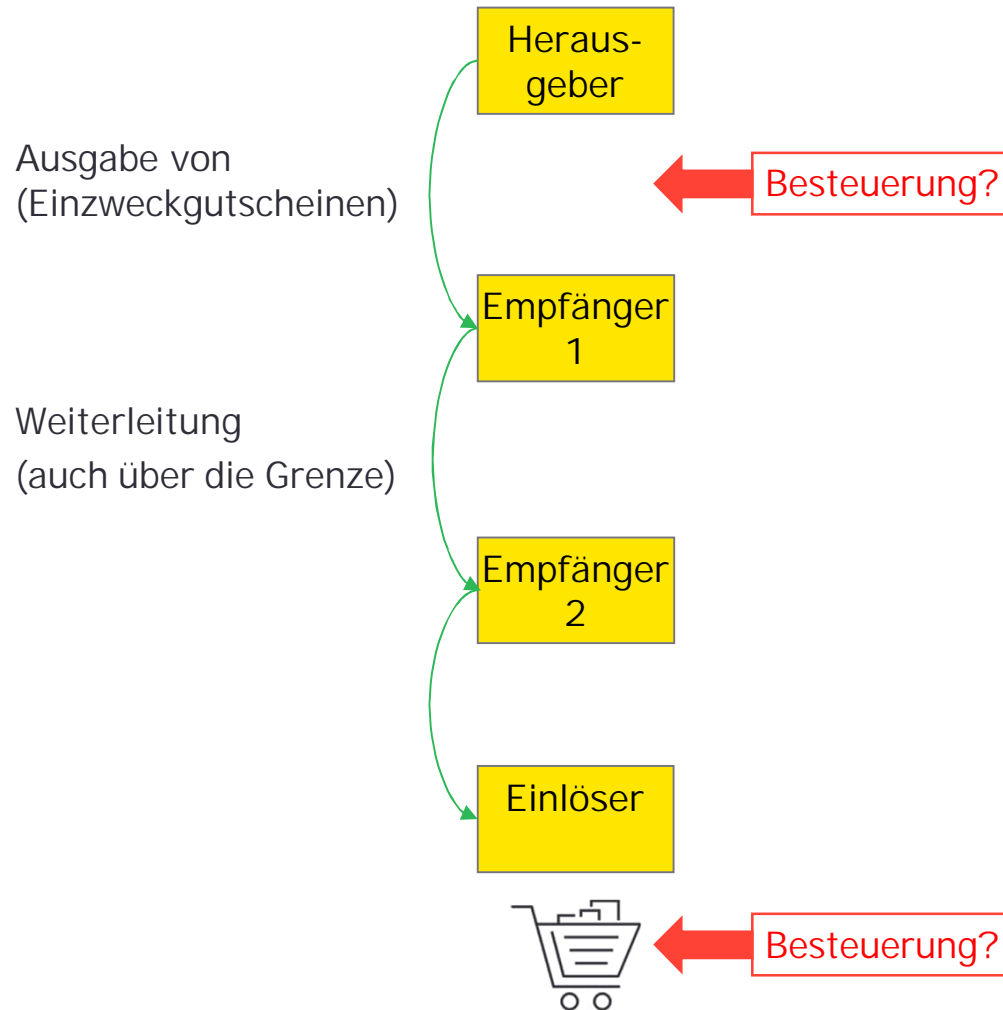 Heraus-
geber
Ausgabe von
(Einzweckgutscheinen)
Besteuerung?
Empfänger
1
Weiterleitung
(auch über die Grenze)
Empfänger
2
Einlöser
Besteuerung?